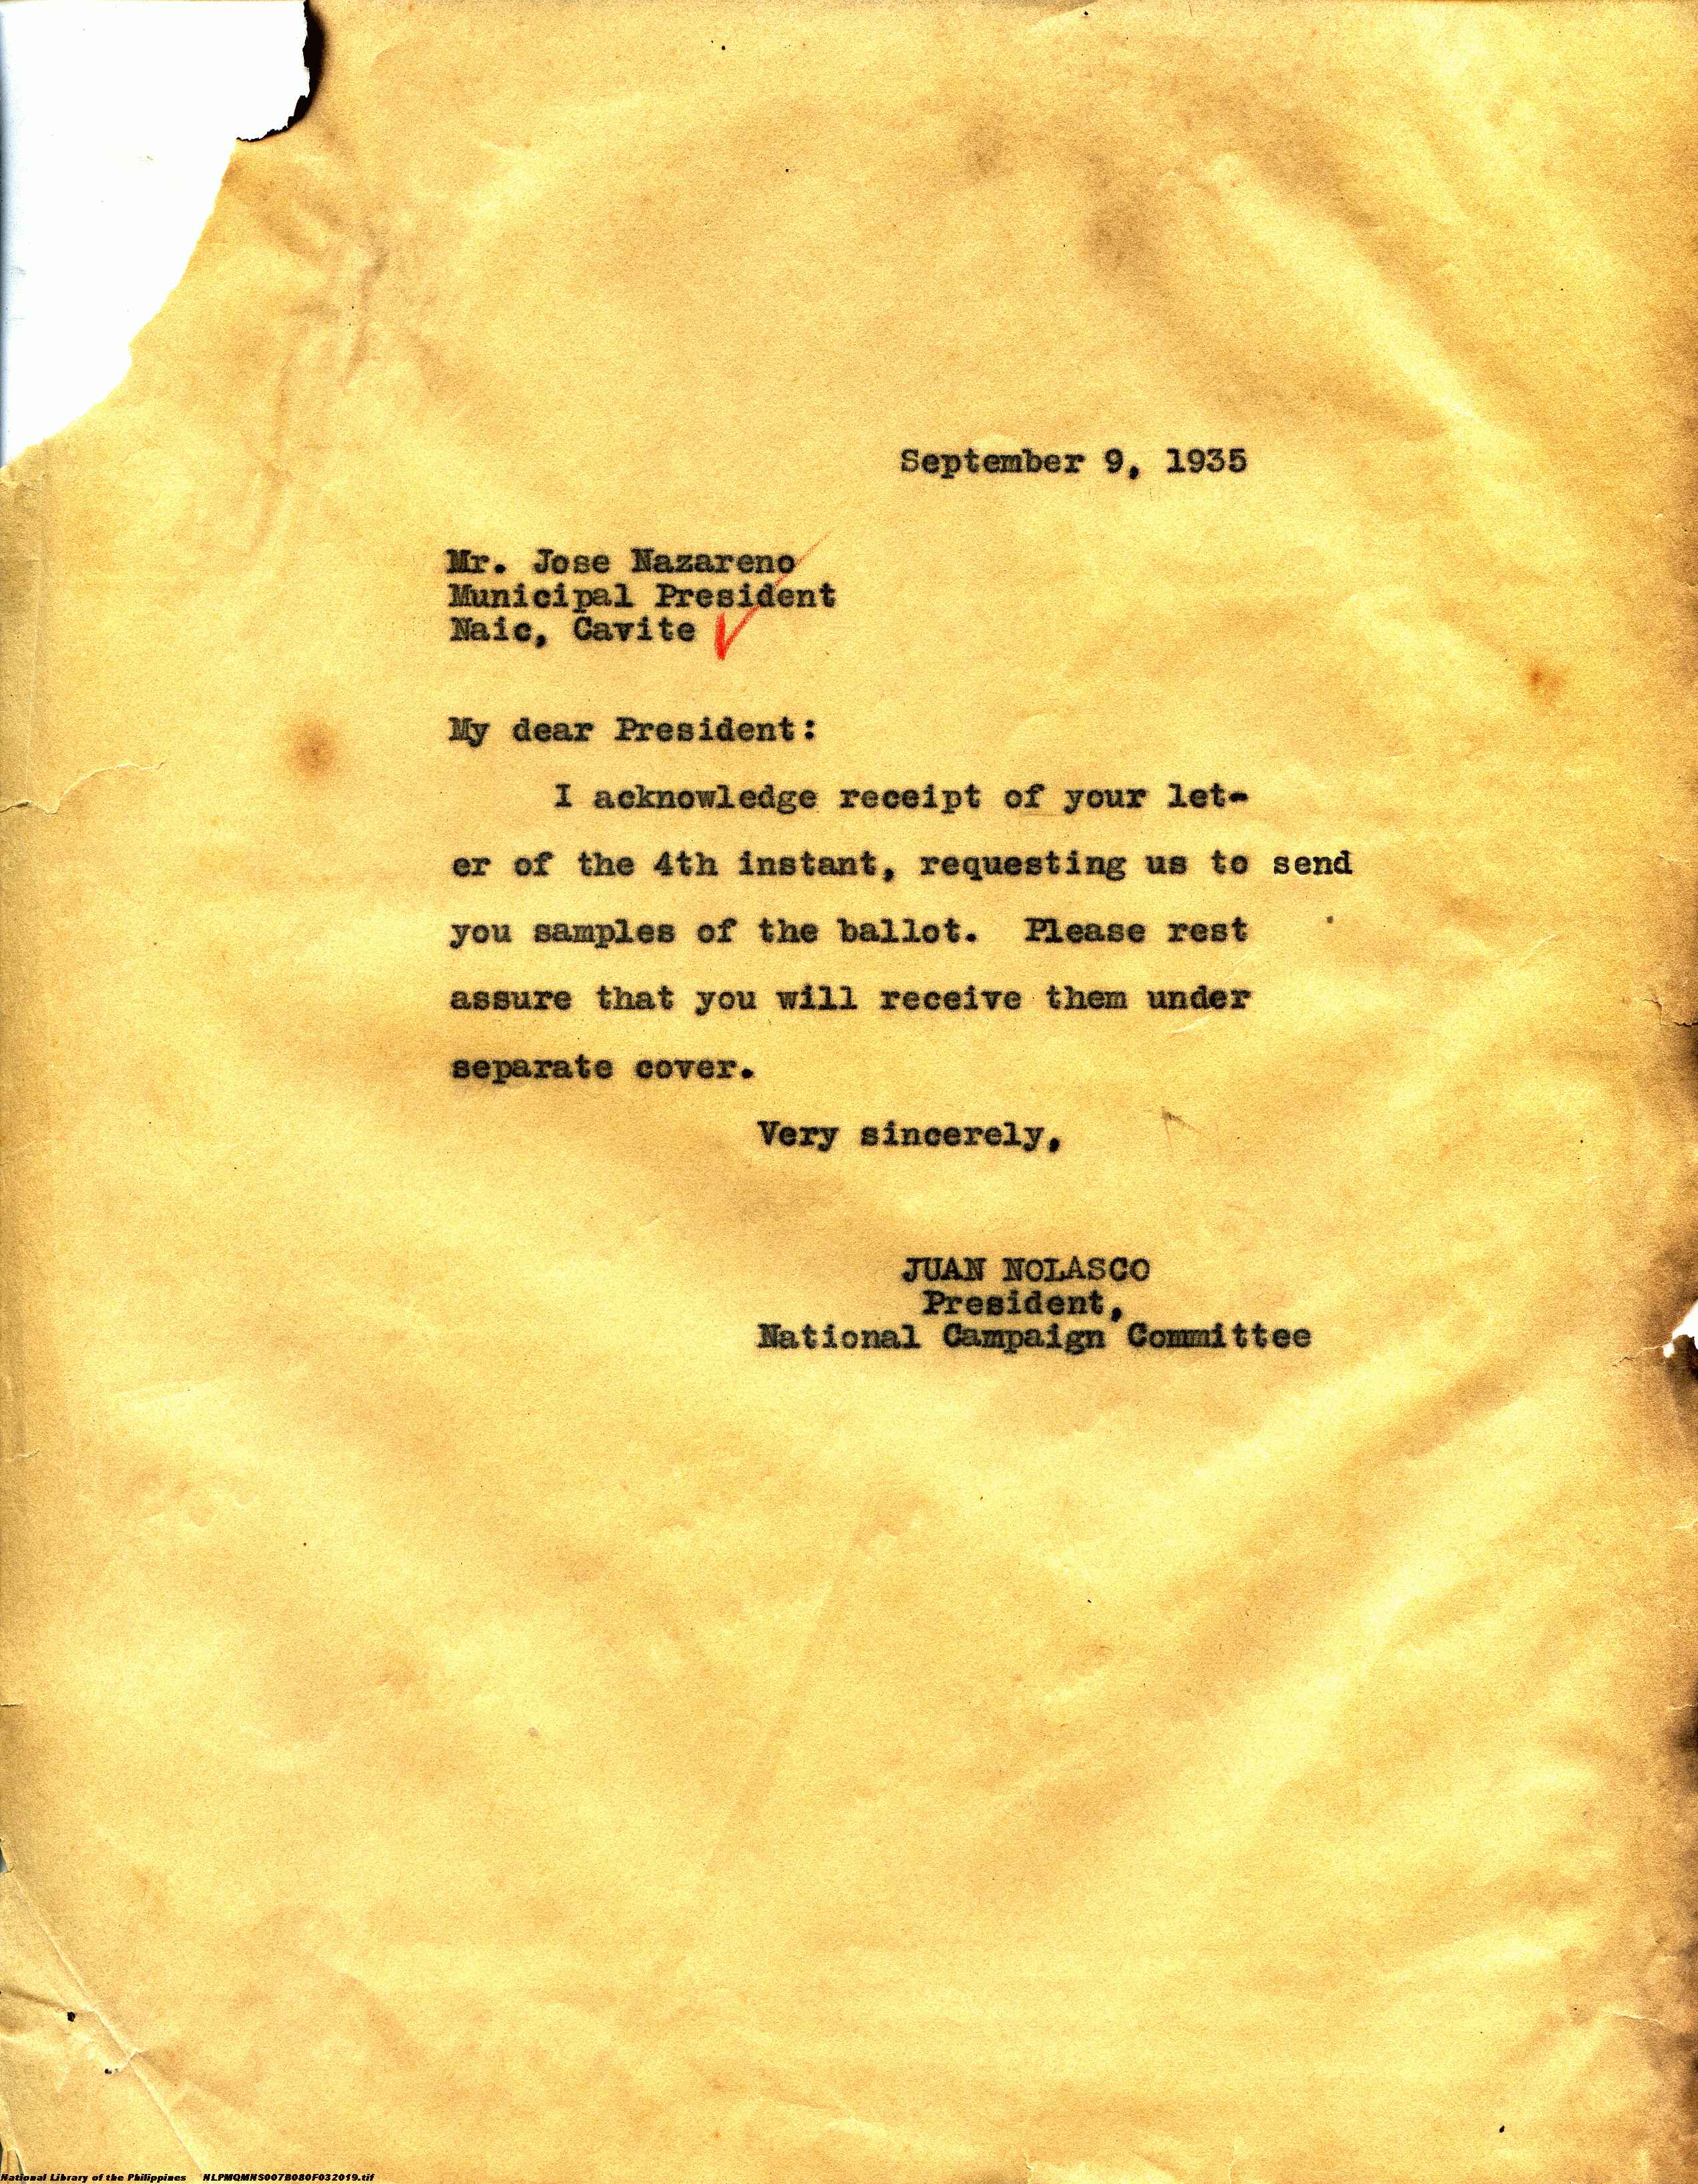 September 9, 1935
Mr. Jose Nazareno
Municipal President
Naic, Cavite
My dear President:
I acknowledge receipt of your let-
er of the 4th instant, requesting us to send
you samples of the ballot. Please rest
assure that you will receive them under
separate cover.
Very sincerely,
JUAN NOLASCO
President,
National Campaign Committee
National Library of the Philippines NLPMQMNS007B080F032019.tif